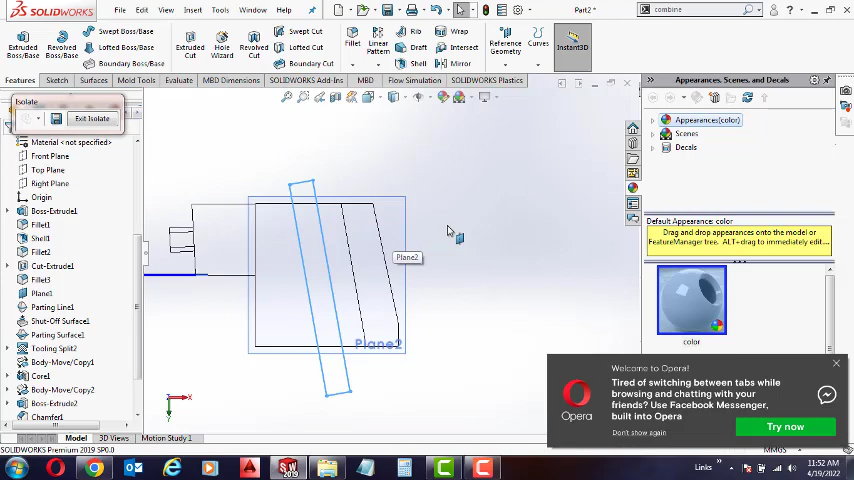 SOLIDWORKS
File Edit View Insert Tools Window Help
Part2 *
combine
Extruded Boss/Base
Revolved Boss/Base
Swept Boss/Base
Lofted Boss/Base
Boundary Boss/Base
Extruded Cut
Hole Wizard
Revolved Cut
Swept Cut
Lofted Cut
Boundary Cut
Fillet
Linear Pattern
Rib
Draft
Shell
Wrap
Intersect
Mirror
Reference Geometry
Curves
Instant3D
Features Sketch Surfaces Mold Tools Evaluate MBD Dimensions SOLIDWORKS Add-Ins MBD Flow Simulation SOLIDWORKS Plastics
Isolate
Exit Isolate
Material <not specified>
Front Plane
Top Plane
Right Plane
Origin
Boss-Extrude1
Fillet1
Shell1
Fillet2
Cut-Extrude1
Fillet3
Plane1
Parting Line1
Shut-Off Surface1
Parting Surface1
Tooling Split2
Body-Move/Copy1
Core1
Body-Move/Copy2
Boss-Extrude2
Chamfer1
Plane2
Plane2
Appearances, Scenes, and Decals
Appearances(color)
Scenes
Decals
Default Appearance: color
Drag and drop appearances onto the model or
FeatureManager tree. ALT+drag to immediately edit...
color
Welcome to Opera!
Tired of switching between tabs while
browsing and chatting with your
friends? Use Facebook Messenger,
built into Opera
Opera
Don't show again
Try now
Model 3D Views Motion Study 1
SOLIDWORKS Premium 2019 SP0.0
MMGS
SW 2019
Links
11:52 AM
4/19/2022